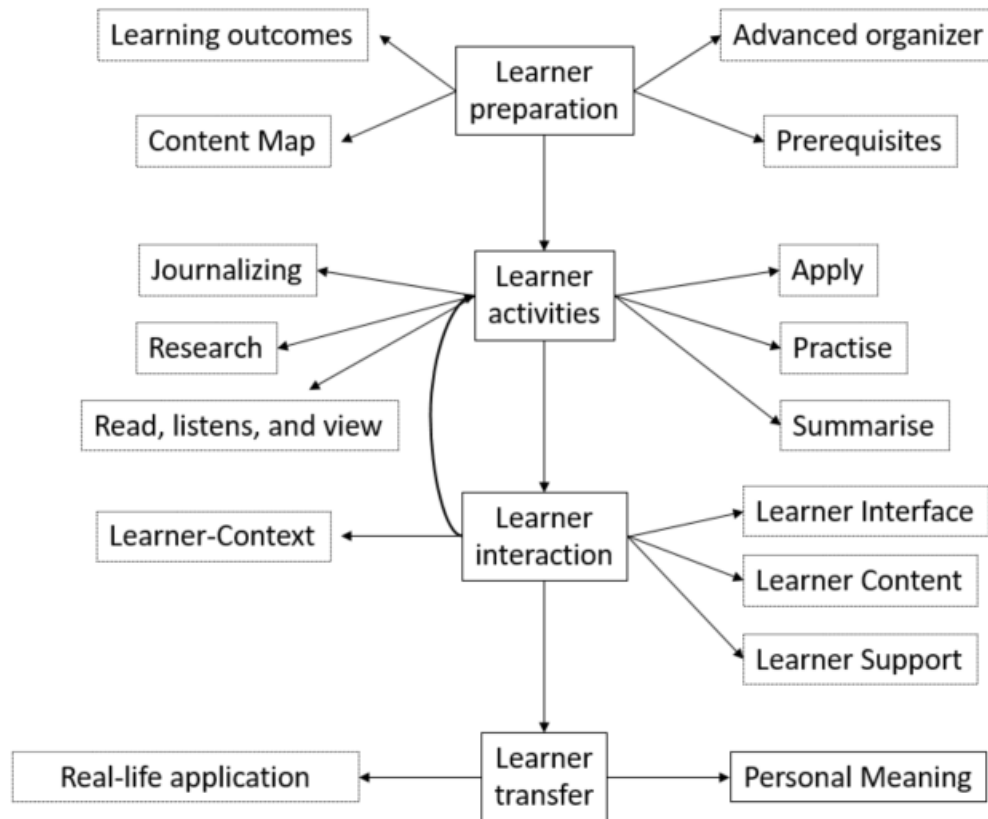 Learning outcomes
Learner
preparation
Advanced organizer
Content Map
Prerequisites
Journalizing
Learner
activities
Apply
Research
Practise
Read, listens, and view
Summarise
Learner-Context
Learner
interaction
Learner Interface
Learner Content
Learner Support
Real-life application
Learner
transfer
Personal Meaning